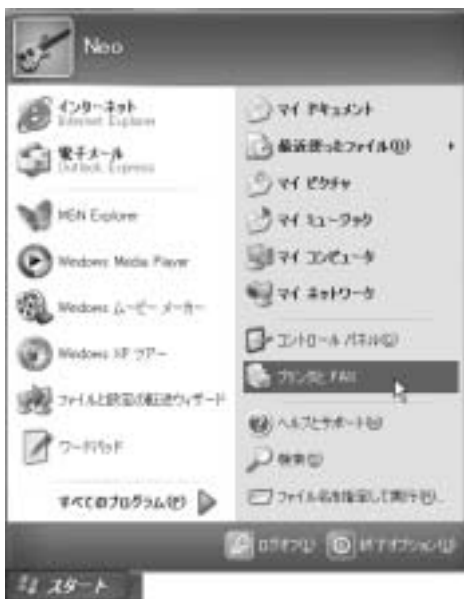 Neo
インターネット
Internet Explorer
電子メール
Outlook Express
MSN Explorer
Windows Media Player
Windows ムービー メーカー
Windows XP ツアー
ファイルと設定の転送ウィザード
ワードパッド
すべてのプログラム(P)
マイ ドキュメント
最近使ったファイル(D)
マイ ピクチャ
マイ ミュージック
マイ コンピュータ
マイ ネットワーク
コントロール パネル(C)
プリンタと FAX
ヘルプとサポート(H)
検索(S)
ファイル名を指定して実行(R)...
ログオフ(L)
終了オプション(U)
スタート